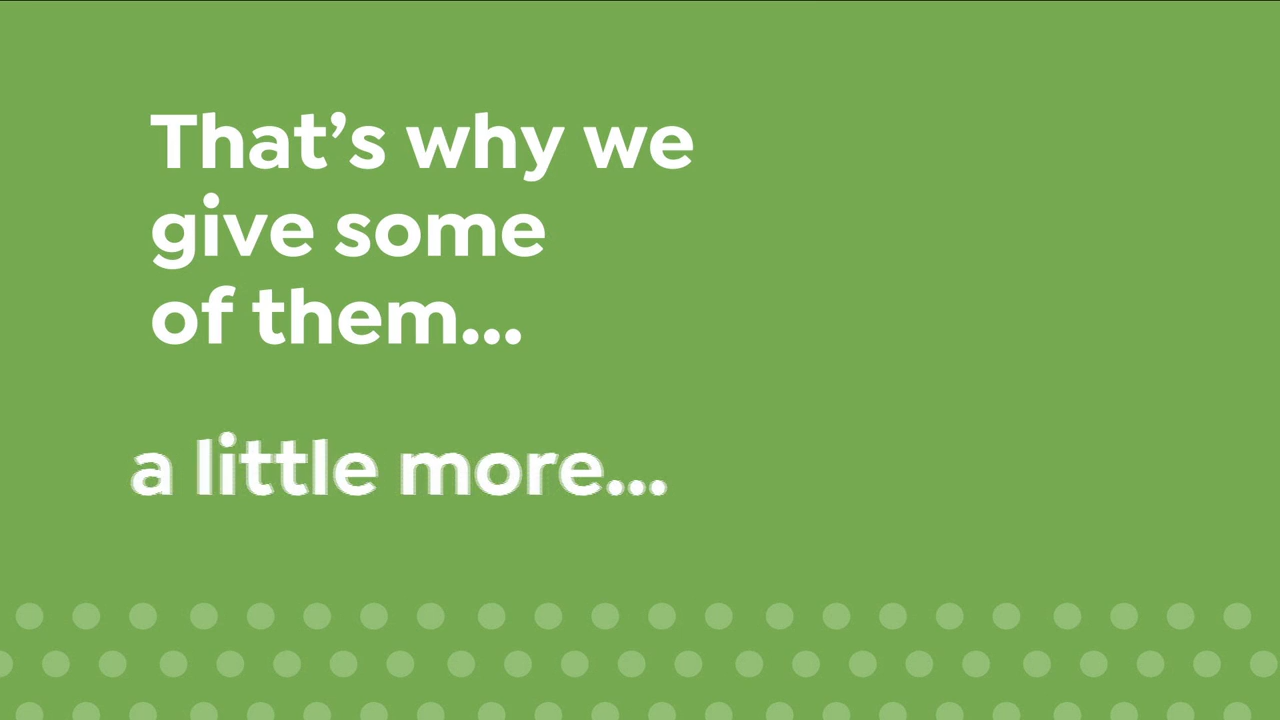 That’s why we
give some
of them...
a little more...